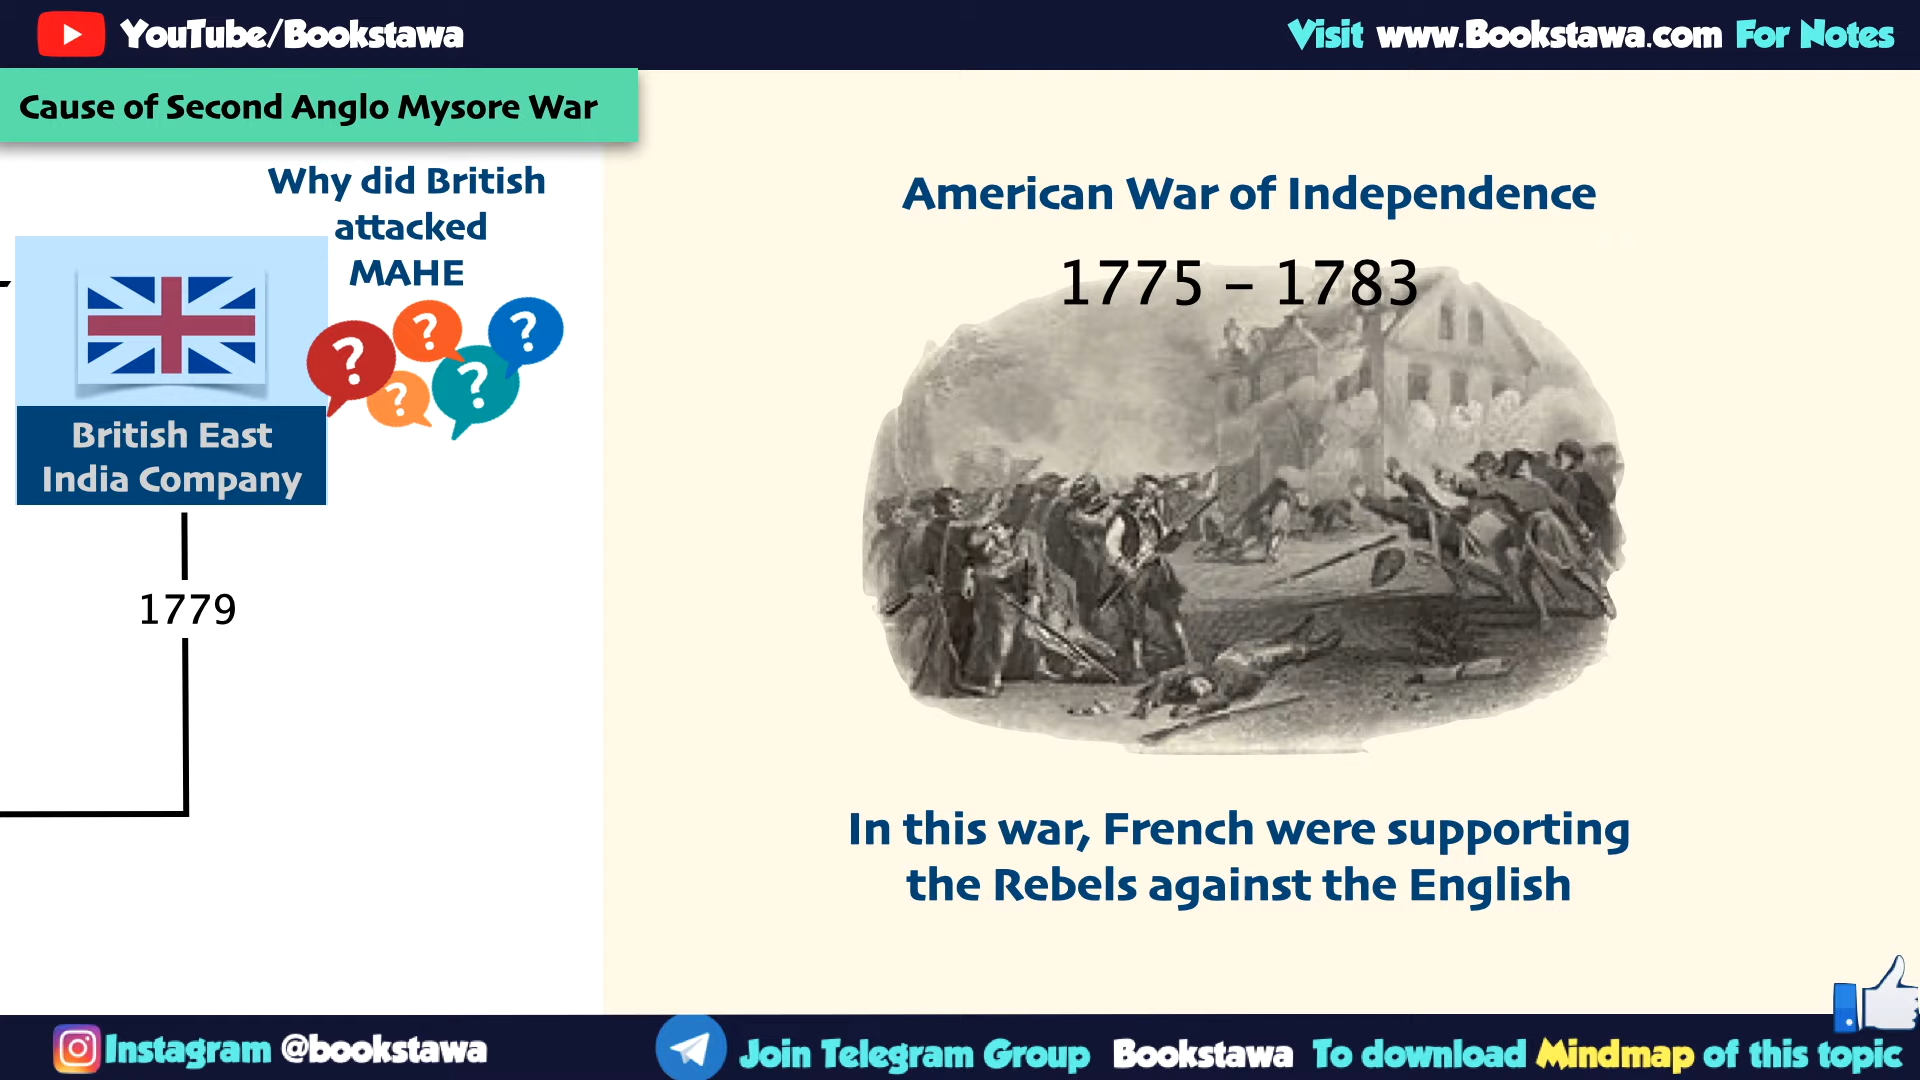 YouTube/Bookstawa
Visit www.Bookstawa.com For Notes
Cause of Second Anglo Mysore War
Why did British
attacked
MAHE
? ? ? ? ?
British East
India Company
1779
American War of Independence
1775 – 1783
In this war, French were supporting
the Rebels against the English
Instagram @bookstawa
Join Telegram Group Bookstawa To download Mindmap of this topic